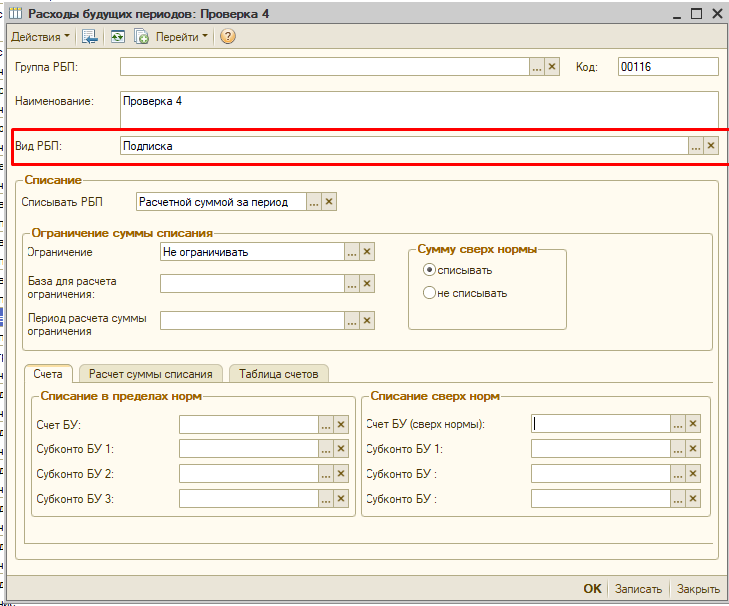 Расходы будущих периодов: Проверка 4
Действия Перейти ?
Группа РБП: ... × Код: 00116
Наименование: Проверка 4
Вид РБП: Подписка ... ×
Списание
Списывать РБП Расчетной суммой за период ... ×
Ограничение суммы списания
Ограничение Не ограничивать ... ×
Сумму сверх нормы
списывать
База для расчета
ограничения: ... ×
не списывать
Период расчета суммы
ограничения ... ×
Счета Расчет суммы списания Таблица счетов
Списание в пределах норм Списание сверх норм
Счет БУ: ... × Счет БУ (сверх нормы): ... ×
Субконто БУ 1: ... × Субконто БУ 1: ... ×
Субконто БУ 2: ... × Субконто БУ : ... ×
Субконто БУ 3: ... × Субконто БУ : ... ×
OK Записать Закрыть